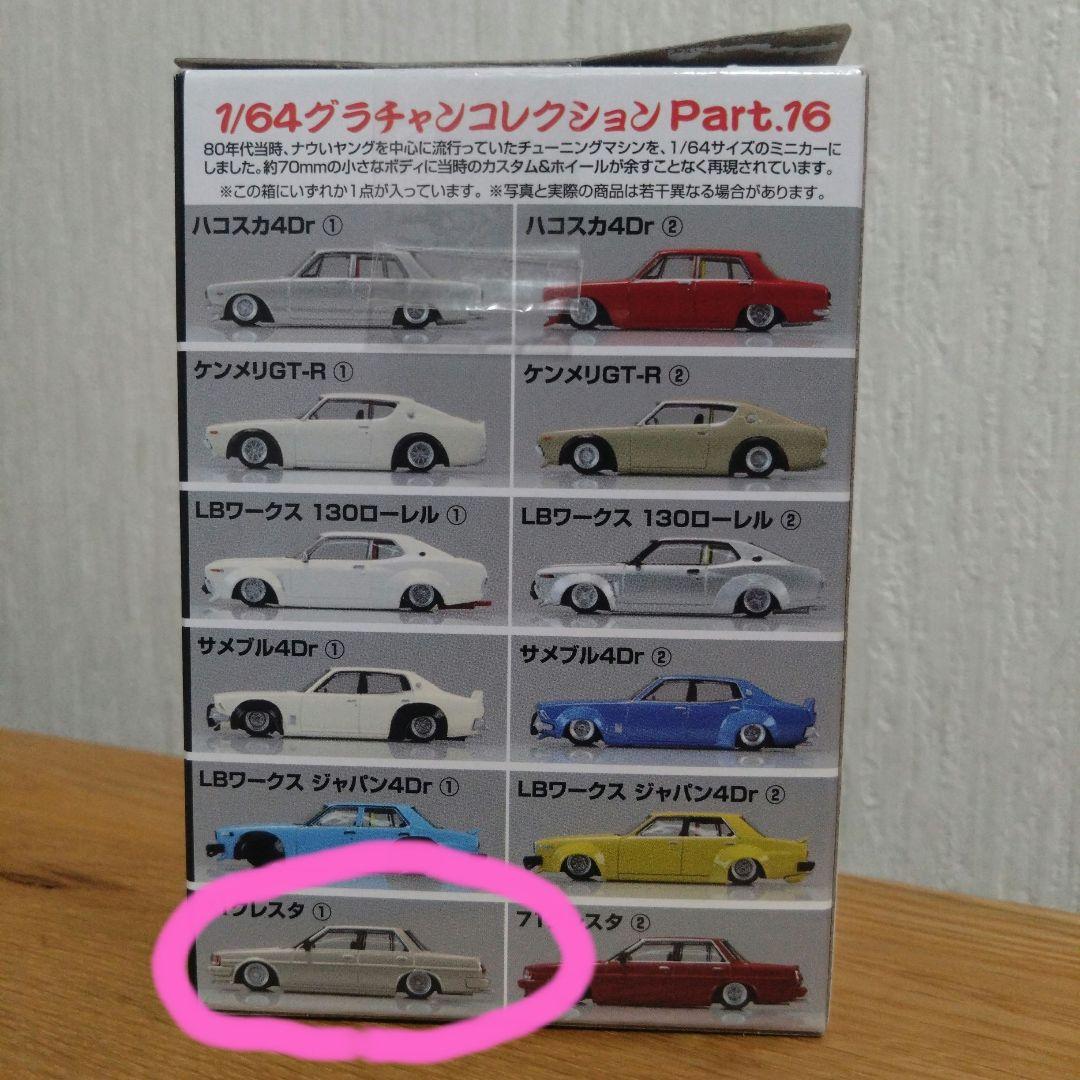 1/64グラチャンコレクション Part.16
80年代当時、ナウいヤングを中心に流行っていたチューニングマシンを、1/64サイズのミニカーに
しました。約70mmの小さなボディに当時のカスタム&ホイールが余すことなく再現されています。
※この箱にいずれか1点が入っています。 ※写真と実際の商品は若干異なる場合があります。
ハコスカ4Dr ①
ハコスカ4Dr ②
ケンメリGT-R ①
ケンメリGT-R ②
LBワークス 130ローレル ①
LBワークス 130ローレル ②
サメブル4Dr ①
サメブル4Dr ②
LBワークス ジャパン4Dr ①
LBワークス ジャパン4Dr ②
クレスタ ①
71 レスタ ②